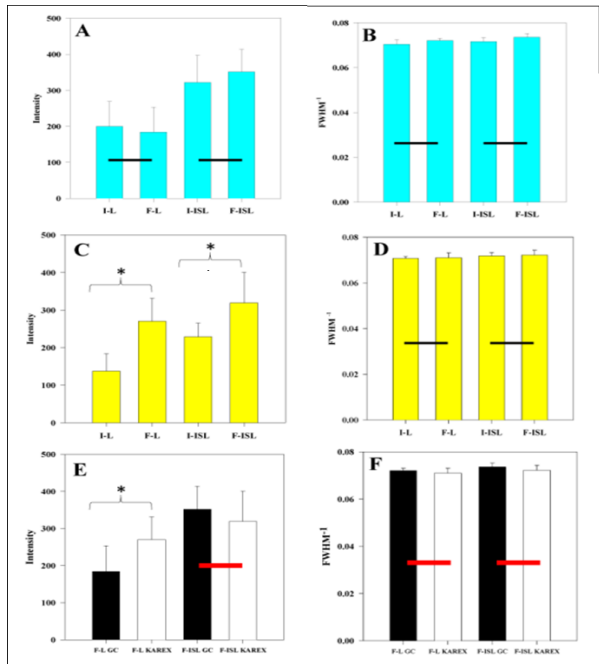 A
500
400
300
200
100
0
Intensity
I-L F-L I-ISL F-ISL
B
0,08
0,06
0,04
0,02
0,00
FWHM⁻¹
I-L F-L I-ISL F-ISL
C
500
400
300
200
100
0
Intensity
*
*
I-L F-L I-ISL F-ISL
D
0,08
0,06
0,04
0,02
0,00
FWHM⁻¹
I-L F-L I-ISL F-ISL
E
500
400
300
200
100
0
Intensity
*
F-L GC F-L KAREX F-ISL GC F-ISL KAREX
F
0,08
0,06
0,04
0,02
0,00
FWHM⁻¹
F-L GC F-L KAREX F-ISL GC F-ISL KAREX